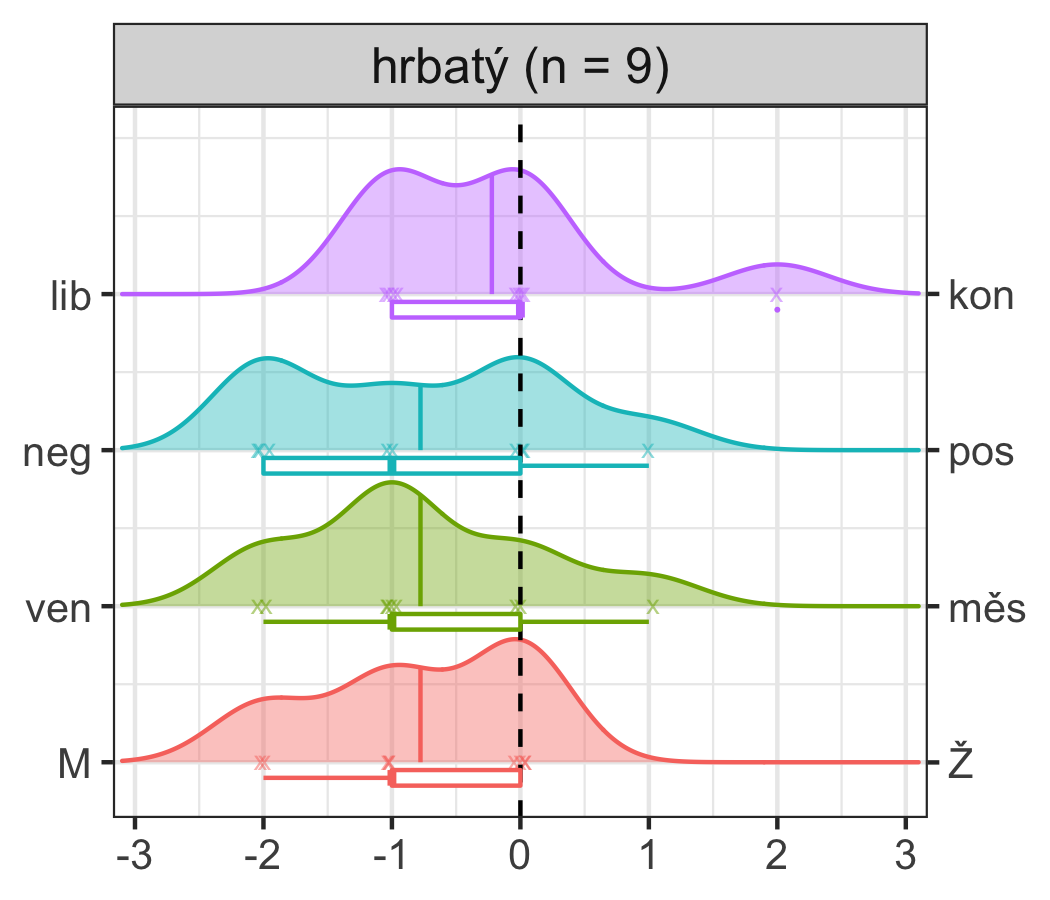 hrbatý (n = 9)
lib kon
neg pos
ven měs
M Ž
-3 -2 -1 0 1 2 3